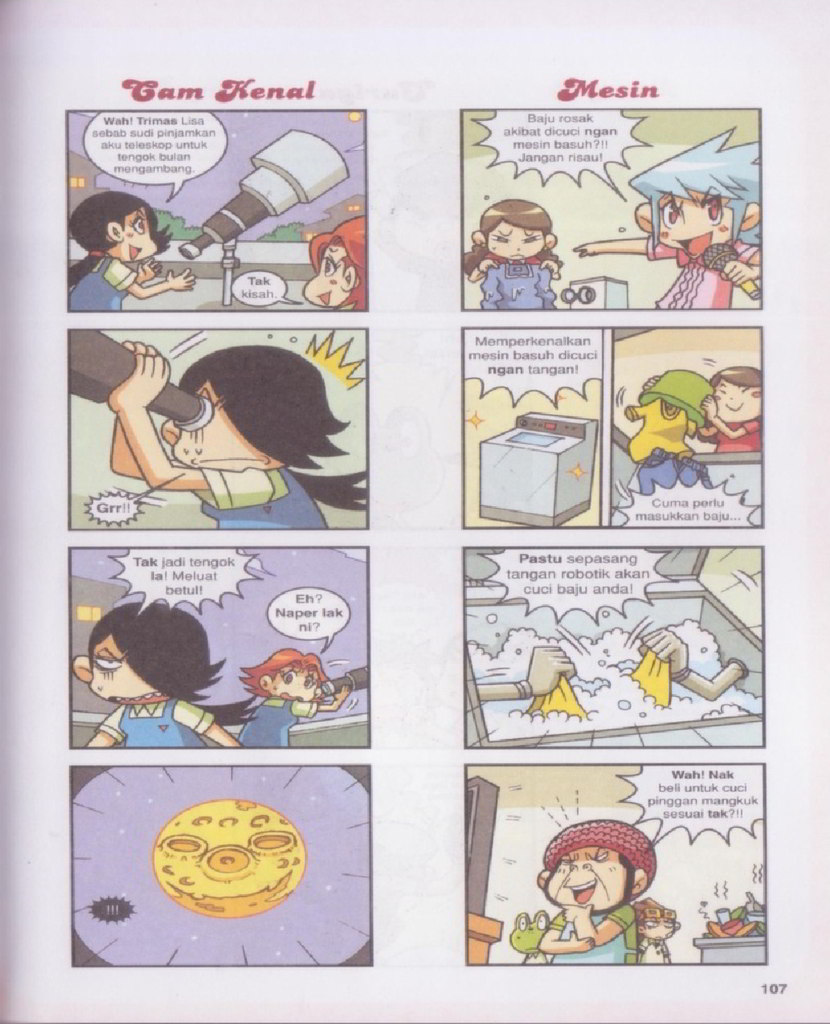 Cam Kenal
Wah! Trimas Lisa
sebab sudi pinjamkan
aku teleskop untuk
tengok bulan
mengambang.
Tak
kisah.
Grr!!
Tak jadi tengok
la! Meluat
betul!
Eh?
Naper lak
ni?
!!!
Mesin
Baju rosak
akibat dicuci ngan
mesin basuh?!!
Jangan risau!
Memperkenalkan
mesin basuh dicuci
ngan tangan!
Cuma perlu
masukkan baju...
Pastu sepasang
tangan robotik akan
cuci baju anda!
Wah! Nak
beli untuk cuci
pinggan mangkuk
sesuai tak?!!
107